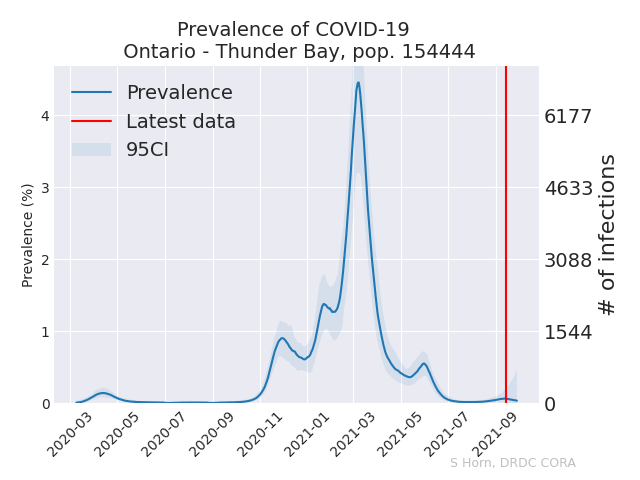 Prevalence of COVID-19
Ontario - Thunder Bay, pop. 154444
Prevalence
Latest data
95CI
Prevalence (%)
4
3
2
1
0
6177
4633
3088
1544
0
# of infections
2020-03
2020-05
2020-07
2020-09
2020-11
2021-01
2021-03
2021-05
2021-07
2021-09
S Horn, DRDC CORA